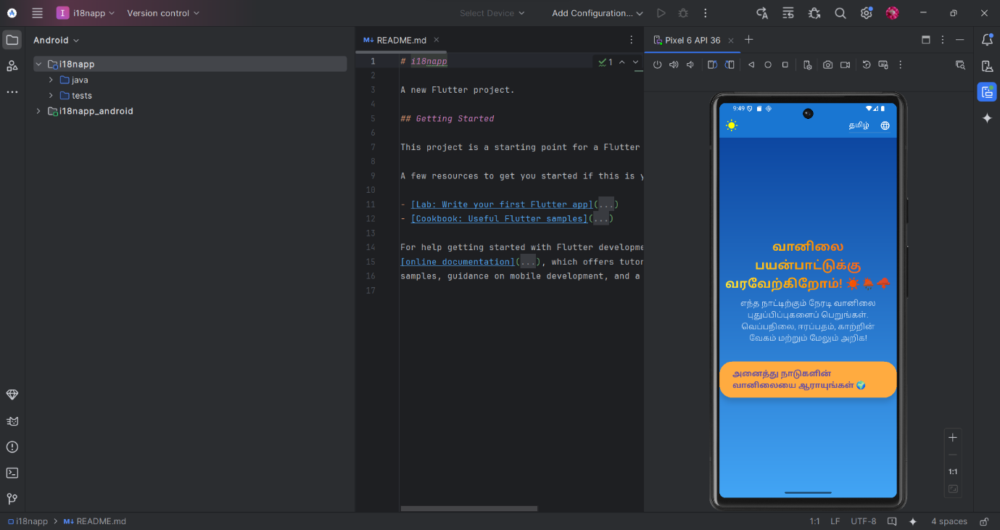 I i18napp Version control Select Device Add Configuration...
Android
i18napp
java
tests
i18napp_android
README.md
1 # i18napp
2
3 A new Flutter project.
4
5 ## Getting Started
6
7 This project is a starting point for a Flutter
8
9 A few resources to get you started if this is y
10
11 - [Lab: Write your first Flutter app](...)
12 - [Cookbook: Useful Flutter samples](...)
13
14 For help getting started with Flutter developme
15 [online documentation](...), which offers tutor
16 samples, guidance on mobile development, and a
17
1
Pixel 6 API 36
9:49
தமிழ்
வானிலை
பயன்பாட்டுக்கு
வரவேற்கிறோம்! ☀️🌦️🌩️
எந்த நாட்டிற்கும் நேரடி வானிலை
புதுப்பிப்புகளைப் பெறுங்கள்.
வெப்பநிலை, ஈரப்பதம், காற்றின்
வேகம் மற்றும் மேலும் அறிக!
அனைத்து நாடுகளின்
வானிலையை ஆராயுங்கள் 🌍
1:1
i18napp > README.md
1:1 LF UTF-8 4 spaces